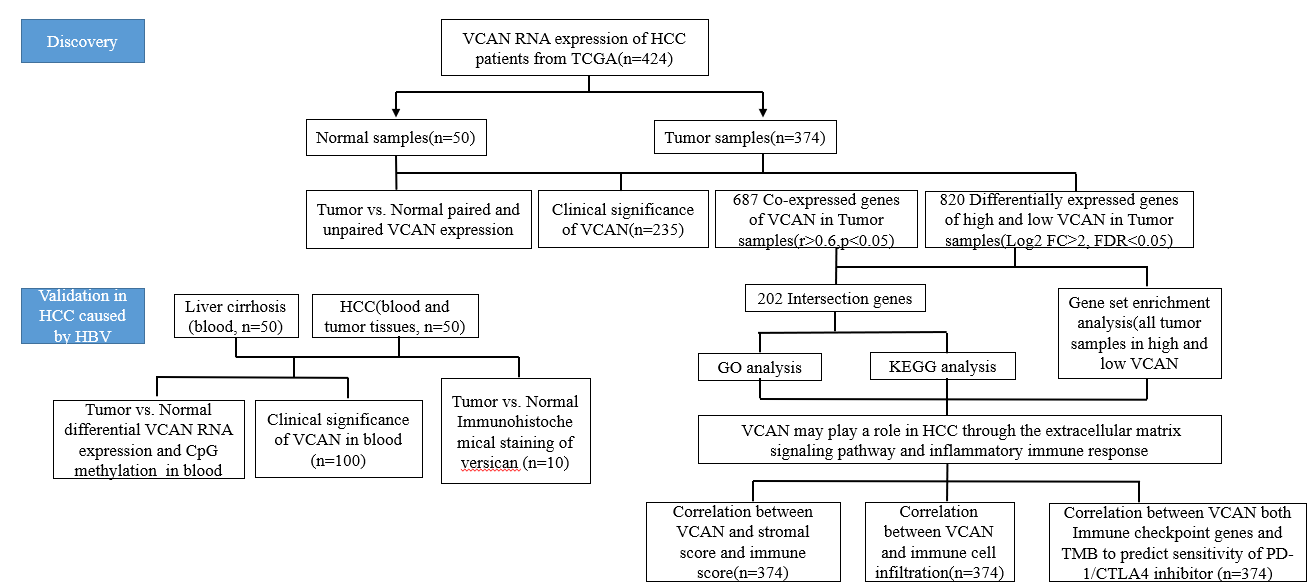 Discovery
VCAN RNA expression of HCC
patients from TCGA(n=424)
Normal samples(n=50)
Tumor samples(n=374)
Tumor vs. Normal paired and
unpaired VCAN expression
Clinical significance
of VCAN(n=235)
687 Co-expressed genes
of VCAN in Tumor
samples(r>0.6,p<0.05)
820 Differentially expressed genes
of high and low VCAN in Tumor
samples(Log2 FC>2, FDR<0.05)
202 Intersection genes
Gene set enrichment
analysis(all tumor
samples in high and
low VCAN
GO analysis
KEGG analysis
VCAN may play a role in HCC through the extracellular matrix
signaling pathway and inflammatory immune response
Correlation between
VCAN and stromal
score and immune
score(n=374)
Correlation
between VCAN
and immune cell
infiltration(n=374)
Correlation between VCAN both
Immune checkpoint genes and
TMB to predict sensitivity of PD-
1/CTLA4 inhibitor (n=374)
Validation in
HCC caused
by HBV
Liver cirrhosis
(blood, n=50)
HCC(blood and
tumor tissues, n=50)
Tumor vs. Normal
differential VCAN RNA
expression and CpG
methylation in blood
Clinical significance
of VCAN in blood
(n=100)
Tumor vs. Normal
Immunohistoche
mical staining of
versican (n=10)